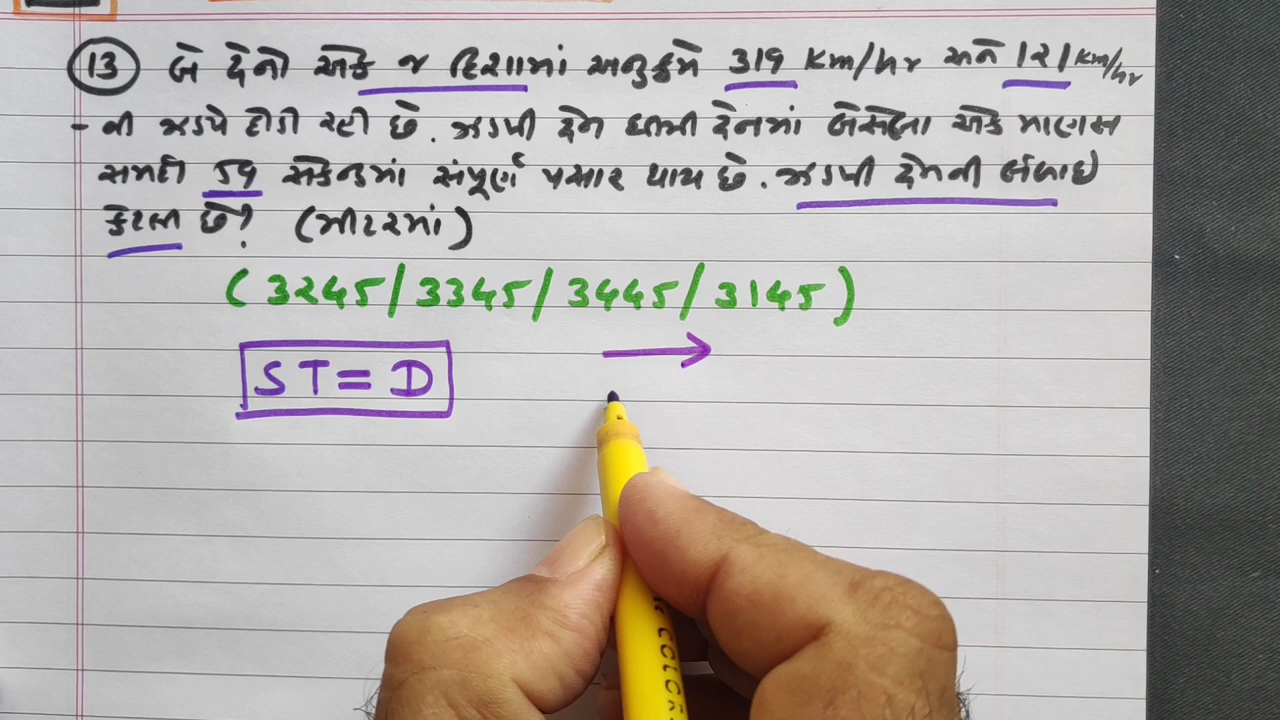 (13) બે ટ્રેનો એક જ દિશામાં અનુક્રમે 319 Km/hr અને 121 km/hr
- ની ઝડપે દોડી રહી છે. ઝડપી ટ્રેન ધીમી ટ્રેનમાં બેસેલા એક માણસ
સમગ્ર 59 સેકન્ડમાં સંપૂર્ણ પસાર થાય છે. ઝડપી ટ્રેનની લંબાઈ
કેટલી છે? (મીટરમાં)
(3245/3345/3445/3145)
ST = D